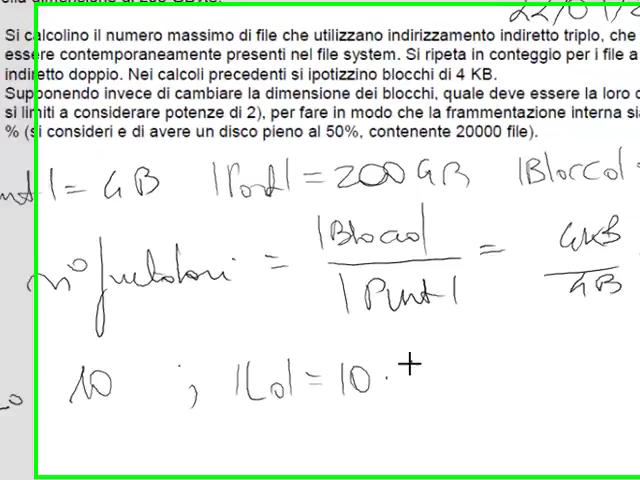 22/01/2
Si calcolino il numero massimo di file che utilizzano indirizzamento indiretto triplo, che
essere contemporaneamente presenti nel file system. Si ripeta in conteggio per i file a
indiretto doppio. Nei calcoli precedenti si ipotizzino blocchi di 4 KB.
Supponendo invece di cambiare la dimensione dei blocchi, quale deve essere la loro
si limiti a considerare potenze di 2), per fare in modo che la frammentazione interna
% (si consideri e di avere un disco pieno al 50%, contenente 20000 file).
| = 4B |Part| = 200 GB |Blocco| =
n° puntatori = |Blocco| / |Punt| = 4KB / 4B
10 ; |L0| = 10 .